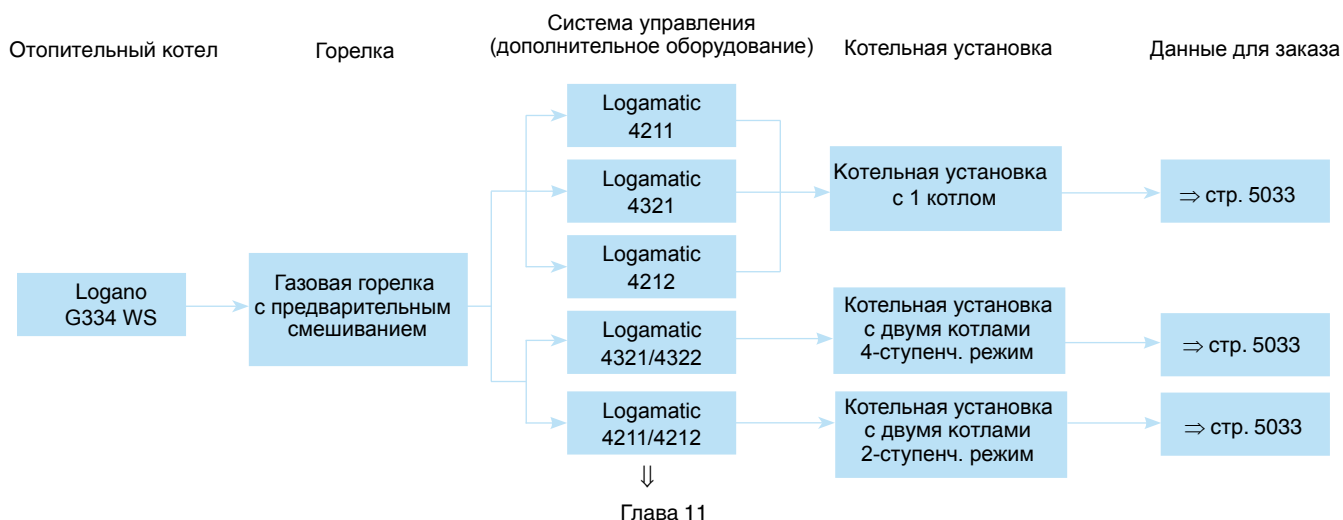 Отопительный котел
Горелка
Система управления
(дополнительное оборудование)
Котельная установка
Данные для заказа
Logano
G334 WS
Газовая горелка
с предварительным
смешиванием
Logamatic
4211
Logamatic
4321
Logamatic
4212
Logamatic
4321/4322
Logamatic
4211/4212
⇓
Глава 11
Котельная установка
с 1 котлом
Котельная установка
с двумя котлами
4-ступенч. режим
Котельная установка
с двумя котлами
2-ступенч. режим
⇒ стр. 5033
⇒ стр. 5033
⇒ стр. 5033